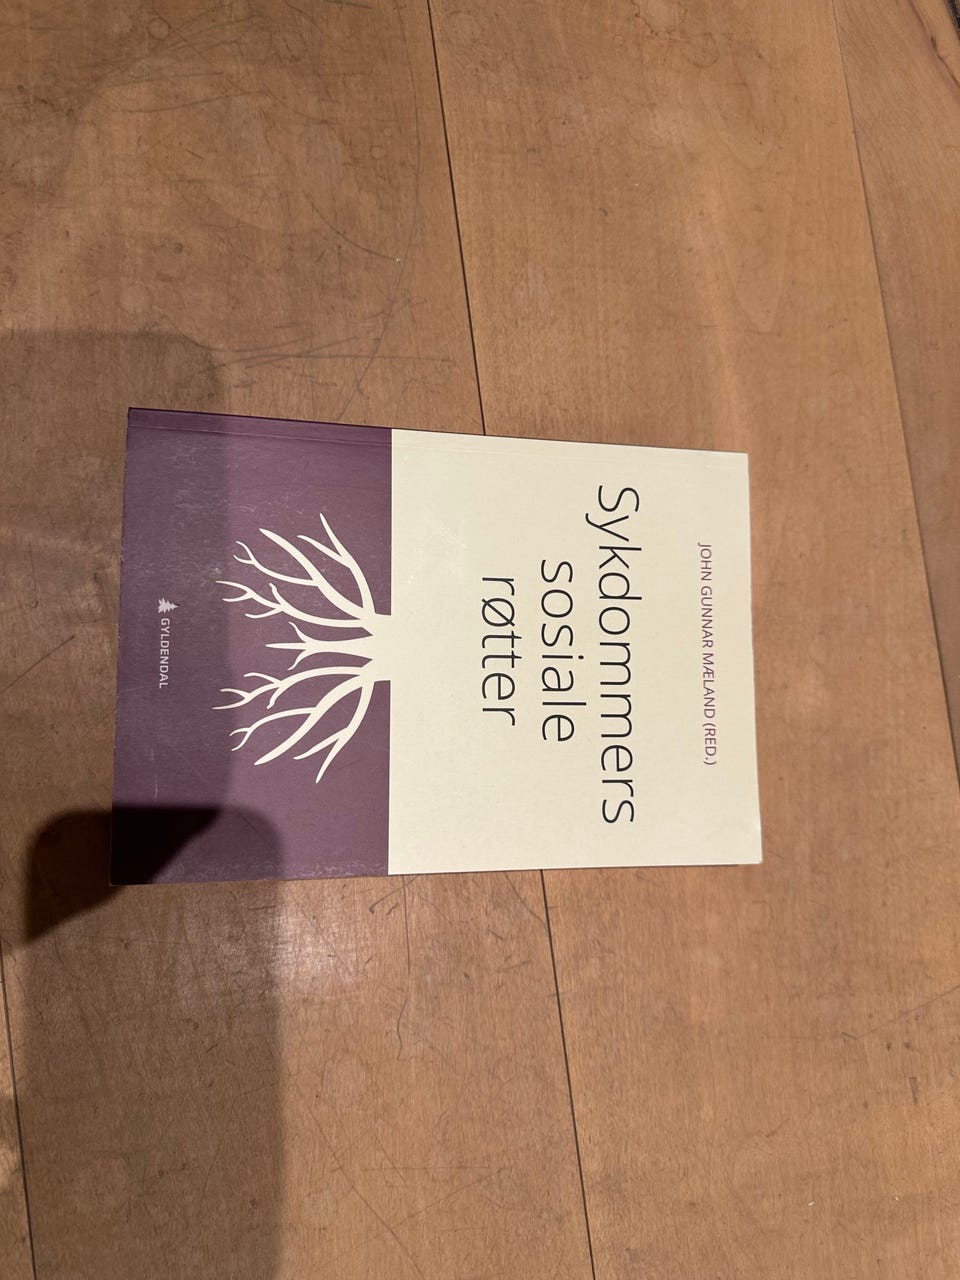 JOHN GUNNAR MÆLAND (RED.)
Sykdommers
sosiale
røtter
GYLDENDAL